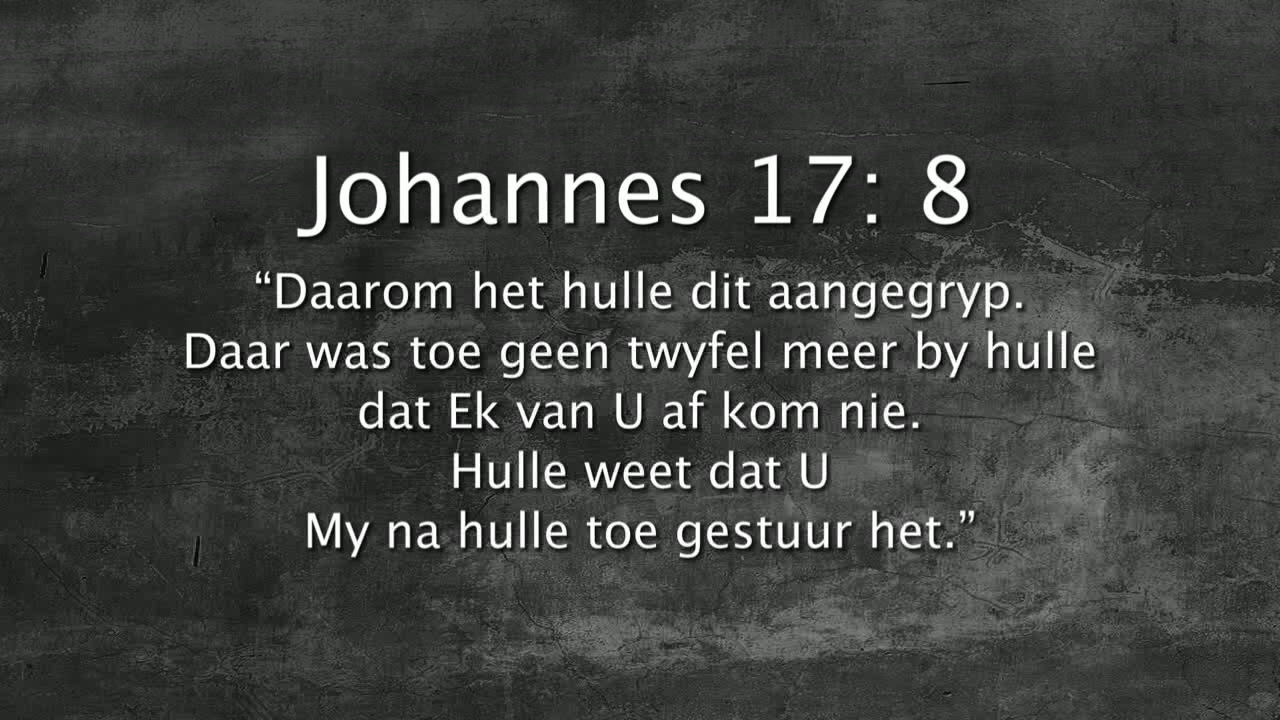 Johannes 17: 8
“Daarom het hulle dit aangegryp.
Daar was toe geen twyfel meer by hulle
dat Ek van U af kom nie.
Hulle weet dat U
My na hulle toe gestuur het.”